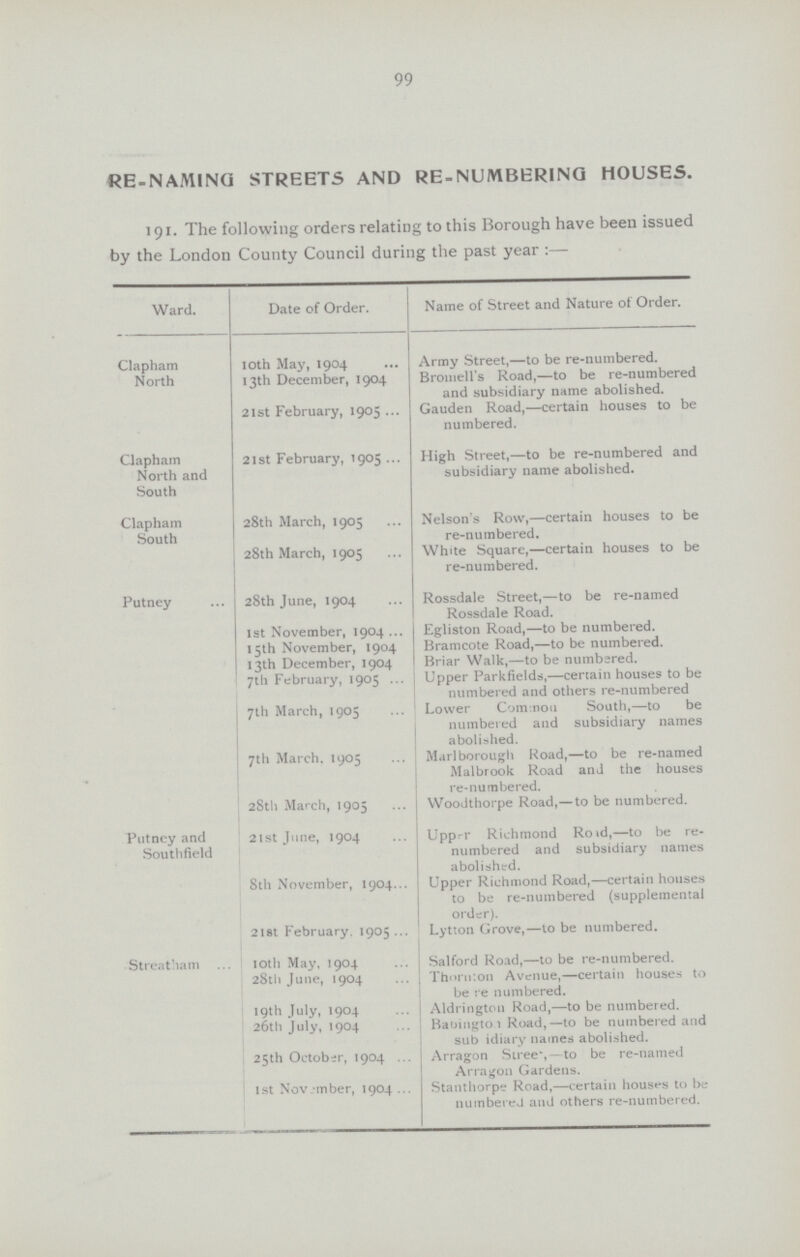 99
RE-NAMING STREETS AND RE-NUMBERING HOUSES.
191. The following orders relating to this Borough have been issued
by the London County Council during the past year :—
Ward. Date of Order. Name of Street and Nature of Order.
Clapham 10th May, 1904 ... Army Street,—to be re-numbered.
North 13th December, 1904 Bromell's Road,—to be re-numbered
and subsidiary name abolished.
21st February, 1905 ... Gauden Road,—certain houses to be
numbered.
Clapham 21st February, 1905 ... High Street,—to be re-numbered and
North and subsidiary name abolished.
South
Clapham 28th March, 1905 ... Nelson's Row,—certain houses to be
South re-numbered.
28th March, 1905 ... White Square,—certain houses to be
re-numbered.
Putney ... 28th June, 1904 ... Rossdale Street,—to be re-named
Rossdale Road.
1st November, 1904 ... Egliston Road,—to be numbered.
15th November, 1904 Bramcote Road,—to be numbered.
13th December, 1904 Briar Walk,—to be numbered.
7th February, 1905 ... Upper Parkfields,—certain houses to be
numbered and others re-numbered
7th March, 1905 ... Lower Common South,—to be
numbered and subsidiary names
abolished.
7th March, 1905 ... Marlborough Road,—to be re-named
Malbrook Road and the houses
re-numbered.
28th March, 1905 ... Woodthorpe Road,—to be numbered.
Putney and 21st June, 1904 ... Upper Richmond Road,—to be re-
Southfield numbered and subsidiary names
abolished.
8th November, 1904... Upper Richmond Road,—certain houses
to be re-numbered (supplemental
order).
21st February, 1905 ... Lytton Grove,—to be numbered.
Streatham ... 10th May, 1904 ... Salford Road,—to be re-numbered.
28th June, 1904 ... Thornton Avenue,—certain houses to
be re numbered.
19th July, 1904 ... Aldrington Road,—to be numbered.
26th July, 1904 ... Babington Road,—to be numbered and
sub idiary names abolished.
25th October, 1904 ... Arragon Street,—to be re-named
Arragon Gardens.
1st November, 1904 ... Stanthorpe Road,—certain houses to be
numbered and others re-numbered.